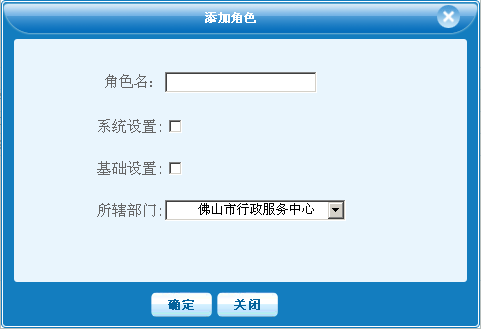 添加角色
角色名：
系统设置:
基础设置:
所辖部门: 佛山市行政服务中心
确定 关闭